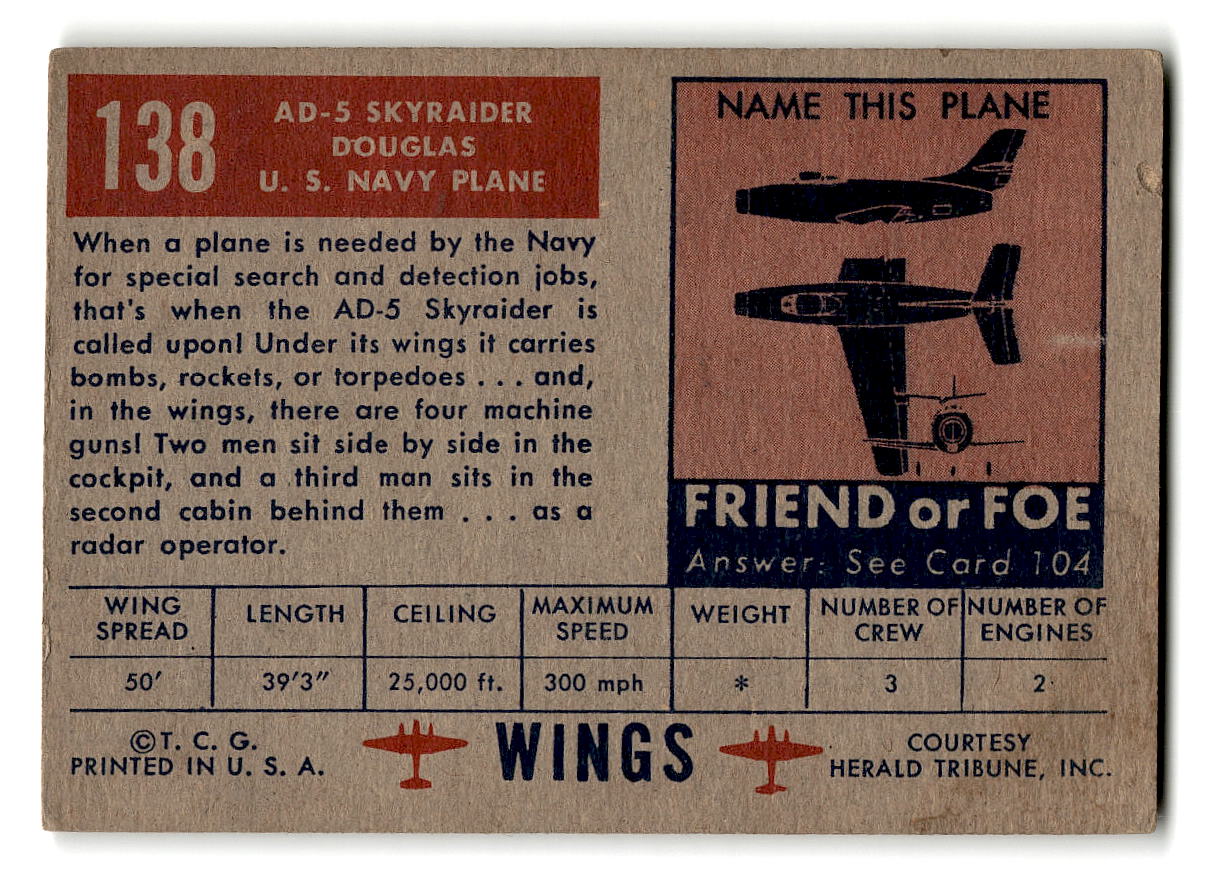 138
AD-5 SKYRAIDER
DOUGLAS
U. S. NAVY PLANE
When a plane is needed by the Navy
for special search and detection jobs,
that's when the AD-5 Skyraider is
called upon! Under its wings it carries
bombs, rockets, or torpedoes . . . and,
in the wings, there are four machine
guns! Two men sit side by side in the
cockpit, and a third man sits in the
second cabin behind them . . . as a
radar operator.
NAME THIS PLANE
FRIEND or FOE
Answer: See Card 104
WING SPREAD LENGTH CEILING MAXIMUM SPEED WEIGHT NUMBER OF CREW NUMBER OF ENGINES
50' 39'3" 25,000 ft. 300 mph * 3 2
©T. C. G.
PRINTED IN U. S. A.
WINGS
COURTESY
HERALD TRIBUNE, INC.